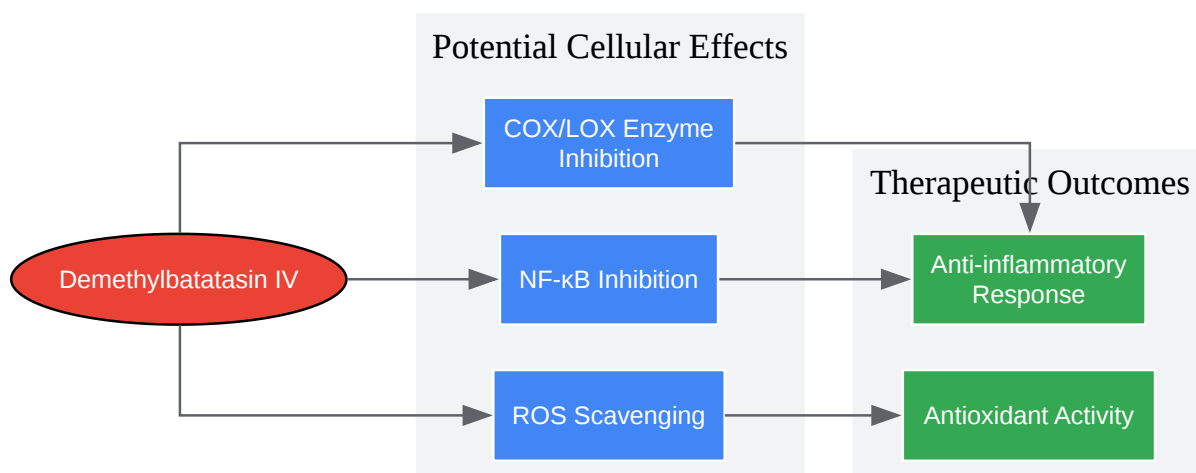 Potential Cellular Effects
COX/LOX Enzyme
Inhibition
Therapeutic Outcomes
Demethylbatatasin IV
NF-κB Inhibition
Anti-inflammatory
Response
ROS Scavenging
Antioxidant Activity